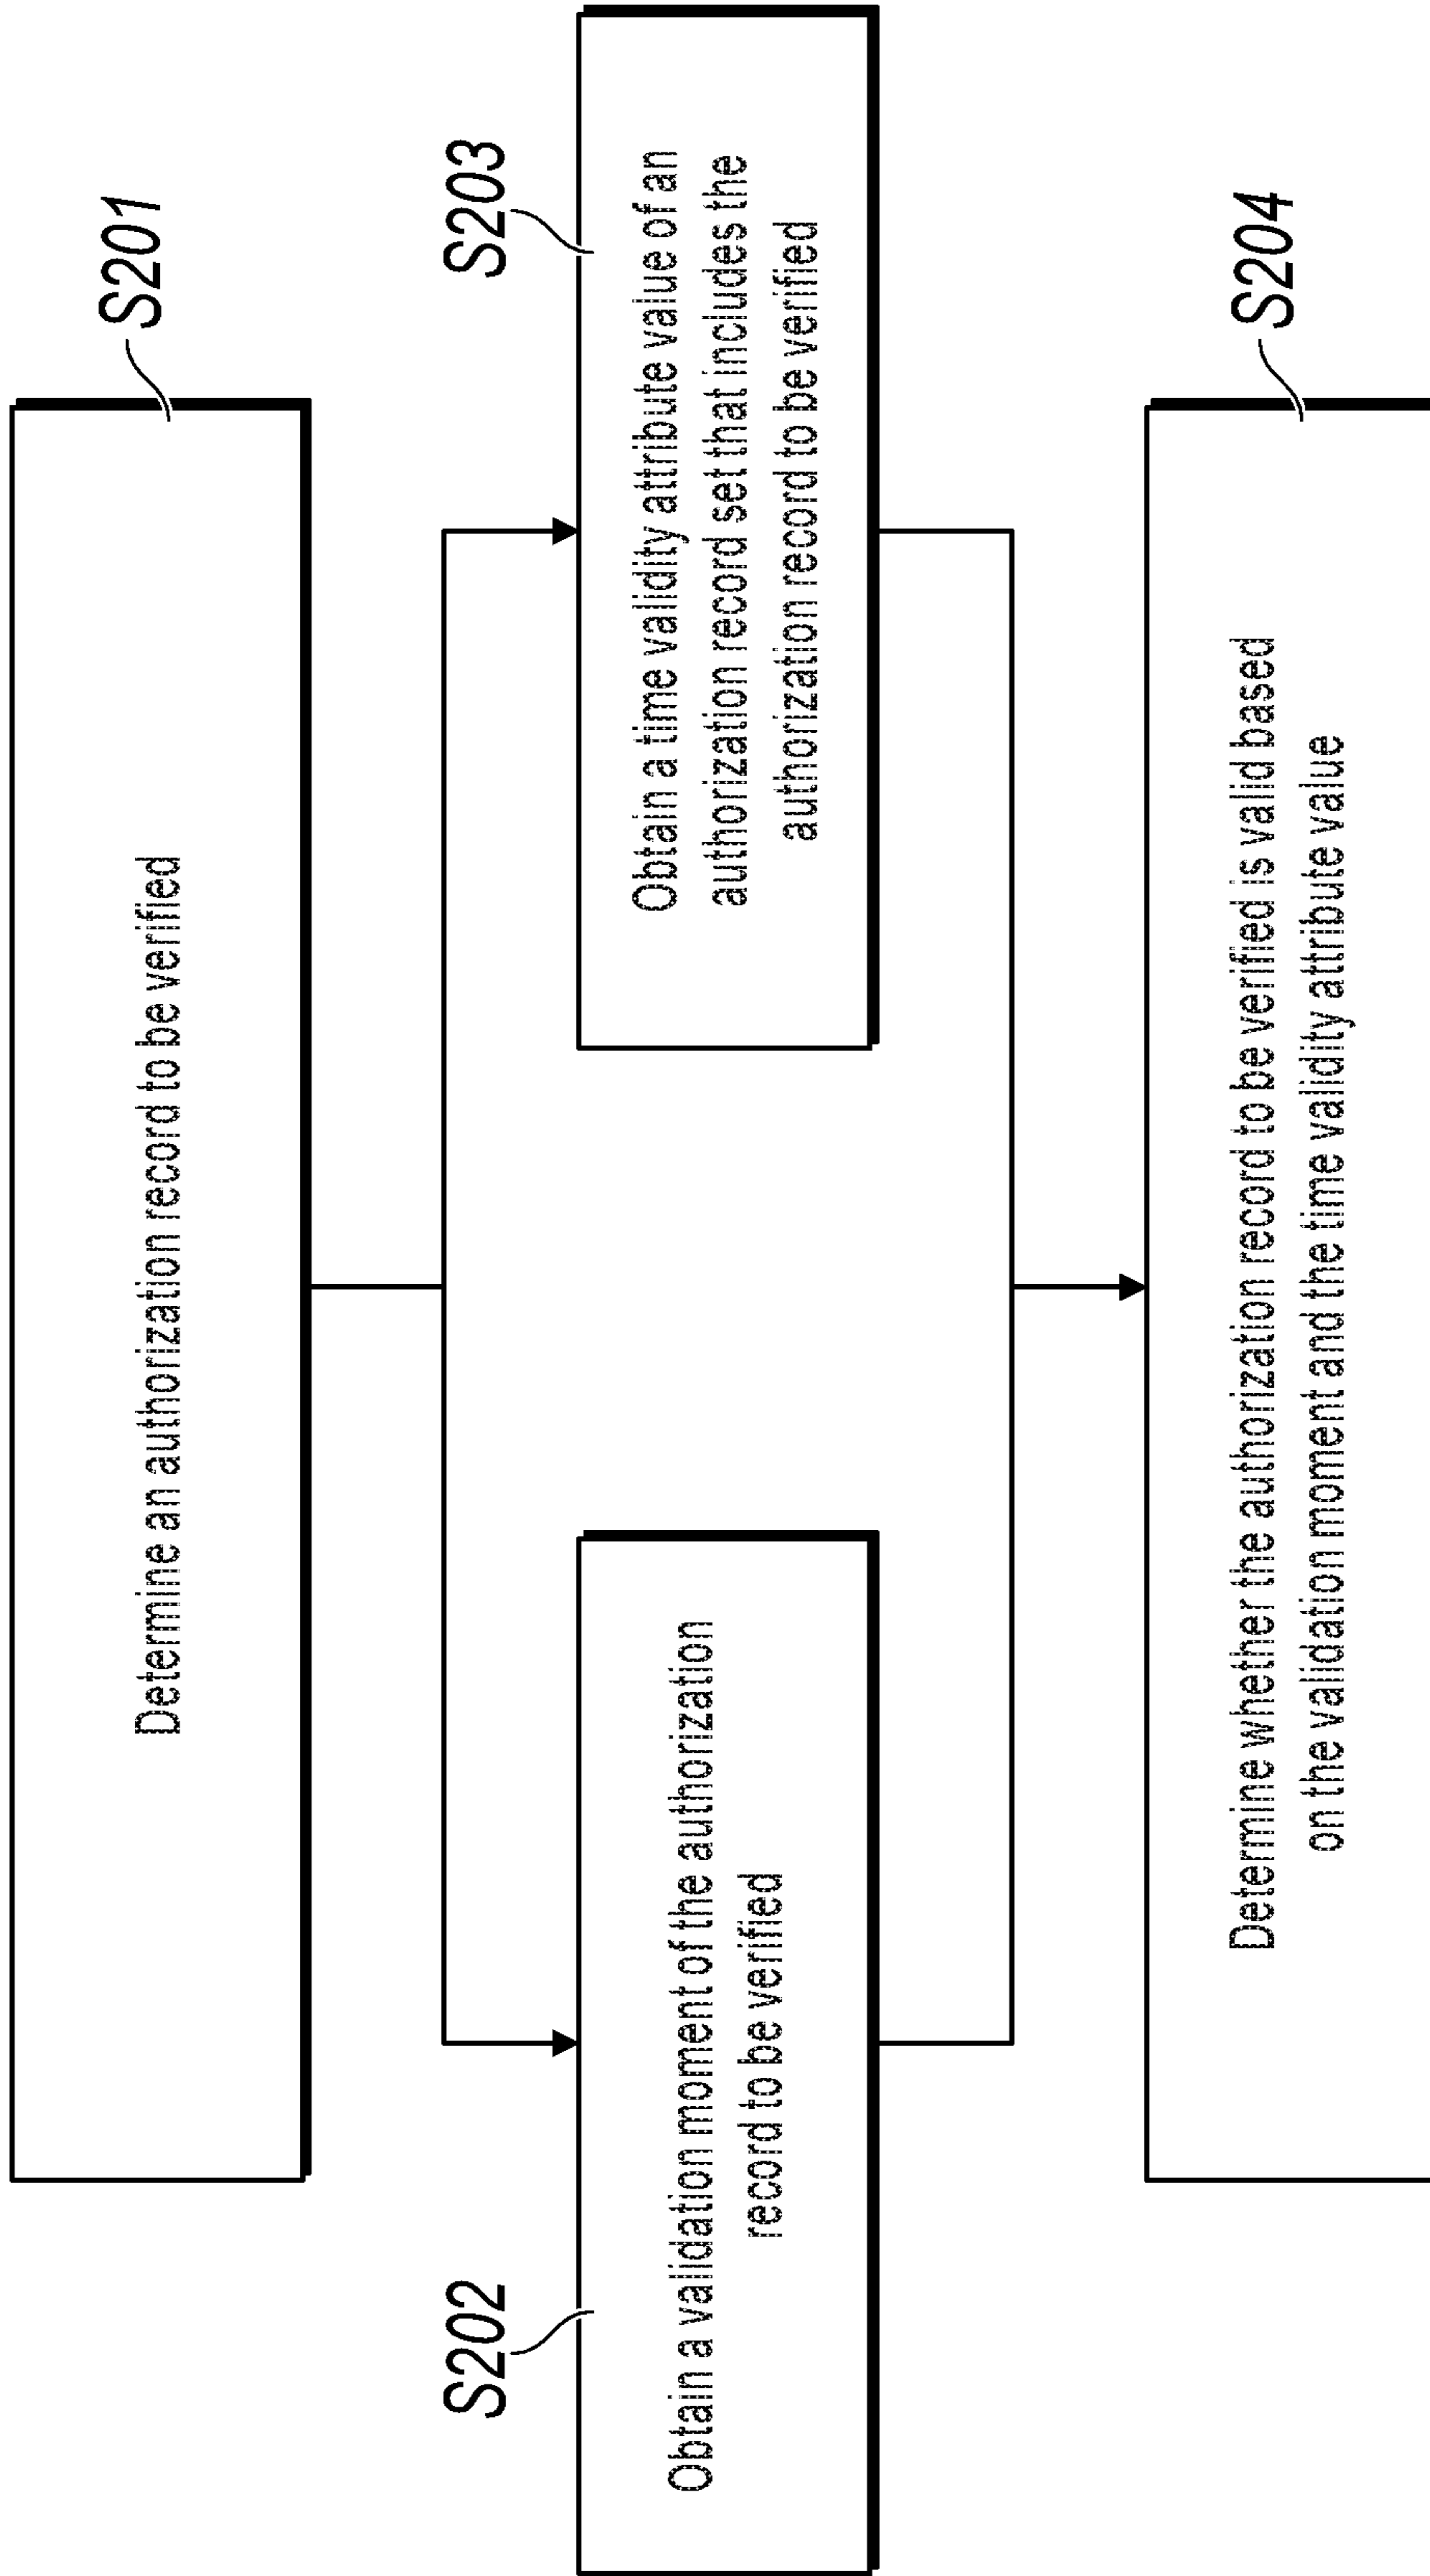 S201
Determine an authorization record to be verified
S202
Obtain a validation moment of the authorization
record to be verified
S203
Obtain a time validity attribute value of an
authorization record set that includes the
authorization record to be verified
S204
Determine whether the authorization record to be verified is valid based
on the validation moment and the time validity attribute value